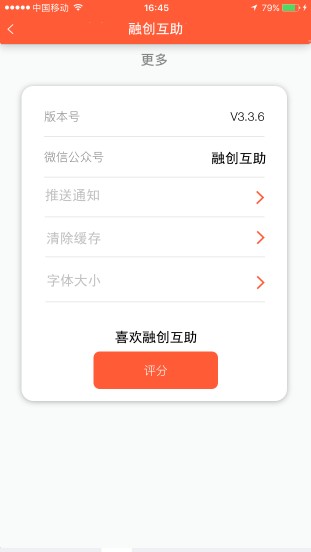 中国移动 16:45 79%
融创互助
更多
版本号 V3.3.6
微信公众号 融创互助
推送通知
清除缓存
字体大小
喜欢融创互助
评分